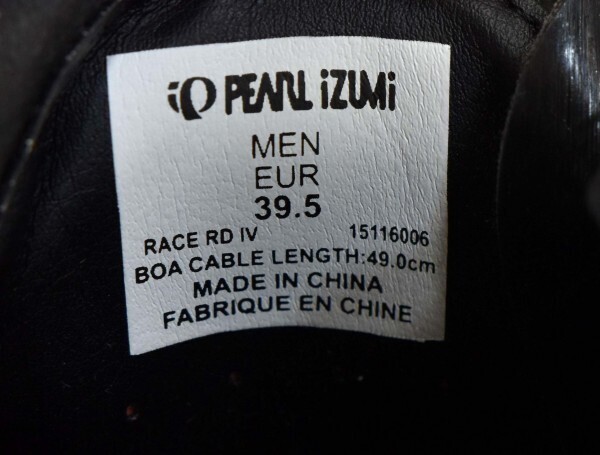 PEARL iZUMi
MEN
EUR
39.5
RACE RD IV 15116006
BOA CABLE LENGTH:49.0cm
MADE IN CHINA
FABRIQUE EN CHINE